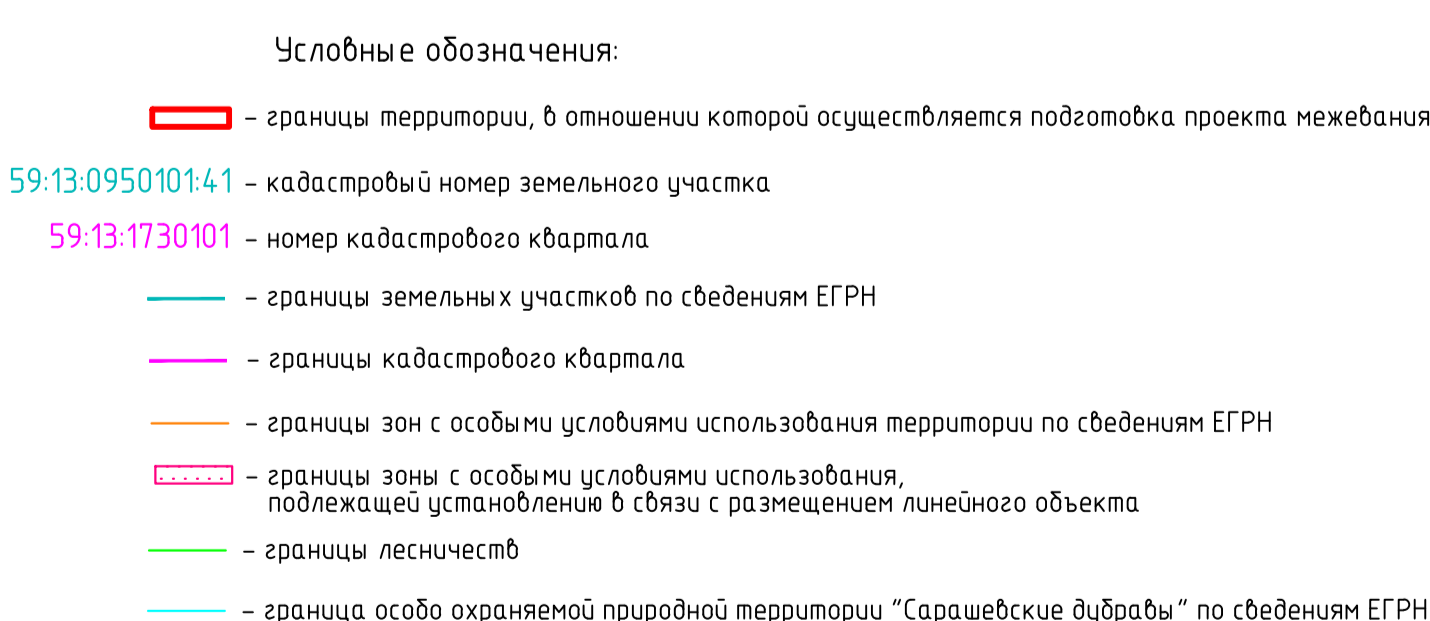 Условные обозначения:
– границы территории, в отношении которой осуществляется подготовка проекта межевания
59:13:0950101:41 – кадастровый номер земельного участка
59:13:1730101 – номер кадастрового квартала
– границы земельных участков по сведениям ЕГРН
– границы кадастрового квартала
– границы зон с особыми условиями использования территории по сведениям ЕГРН
– границы зоны с особыми условиями использования,
подлежащей установлению в связи с размещением линейного объекта
– границы лесничеств
– граница особо охраняемой природной территории "Сарашевские дубравы" по сведениям ЕГРН